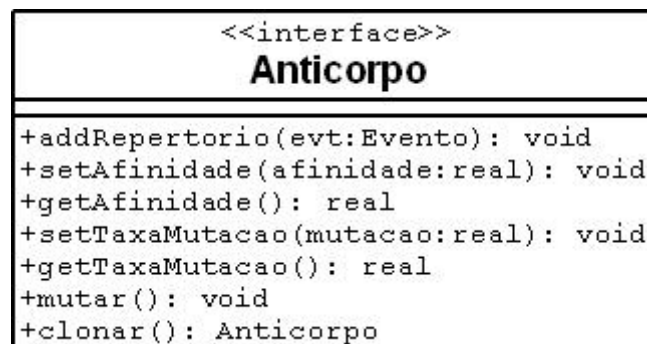 <<interface>>
Anticorpo
+addRepertorio(evt:Evento): void
+setAfinidade(afinidade:real): void
+getAfinidade(): real
+setTaxaMutacao(mutacao:real): void
+getTaxaMutacao(): real
+mutar(): void
+clonar(): Anticorpo